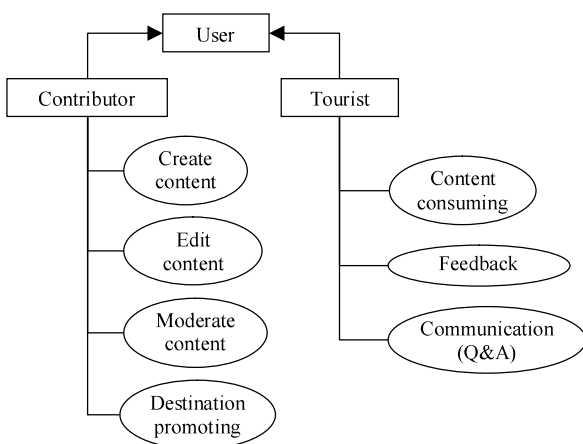 User
Contributor
Tourist
Create
content
Edit
content
Moderate
content
Destination
promoting
Content
consuming
Feedback
Communication
(Q&A)